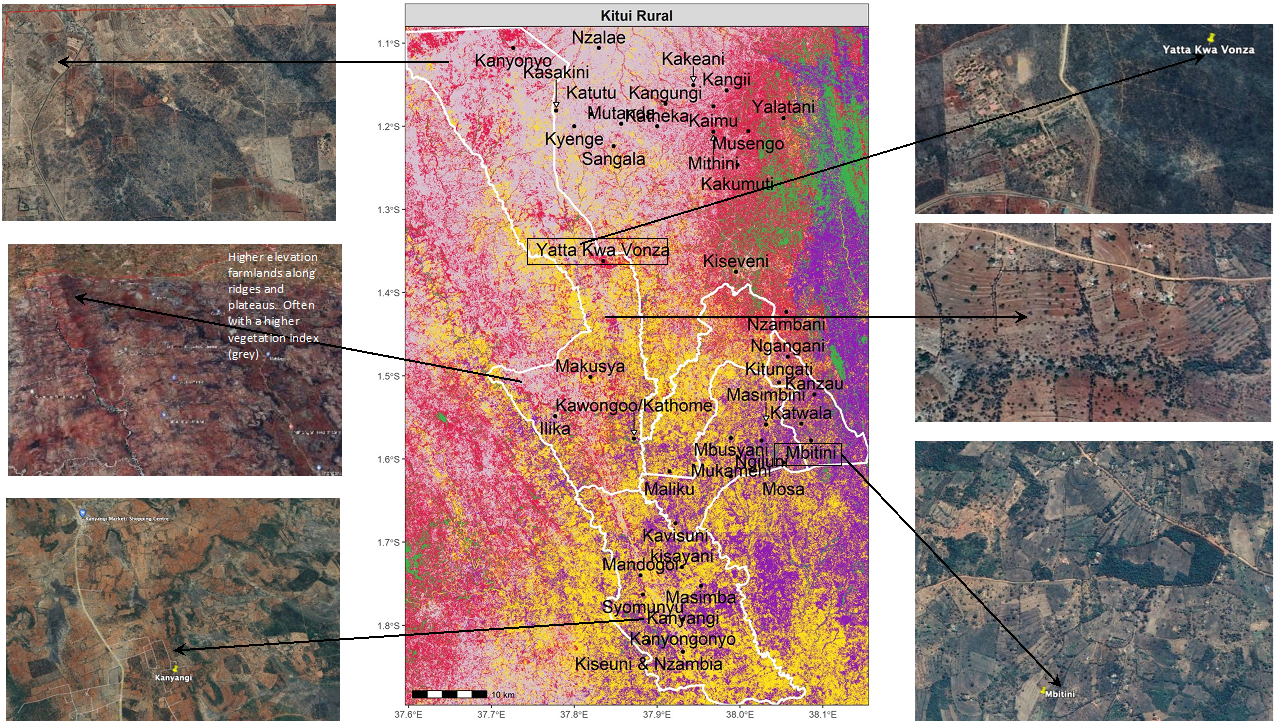 Kitui Rural
1.1°S
1.2°S
1.3°S
1.4°S
1.5°S
1.6°S
1.7°S
1.8°S
Nzalae
Kanyonyo
Kakeani
Kasakini
Kangii
Katutu
Kangungi
Yalatani
Mutanda
Katheka
Kaimu
Kyenge
Musengo
Sangala
Mithini
Kakumuti
Yatta Kwa Vonza
Kiseveni
Nzambani
Ngangani
Makusya
Kitungati
Kanzau
Masimbini
Kawongoo/Kathome
Katwala
Ilika
Mbusyani
Mbitini
Ngiluni
Mukameni
Maliku
Mosa
Kavisuni
kisayani
Mandogoi
Masimba
Syomunyu
Kanyangi
Kanyongonyo
Kiseuni & Nzambia
10 km
37.6°E
37.7°E
37.8°E
37.9°E
38.0°E
38.1°E
Higher elevation
farmlands along
ridges and
plateaus. Often
with a higher
vegetation index
(grey)
Kanyangi Market: Shopping Centre
Kanyangi
Yatta Kwa Vonza
Mbitini